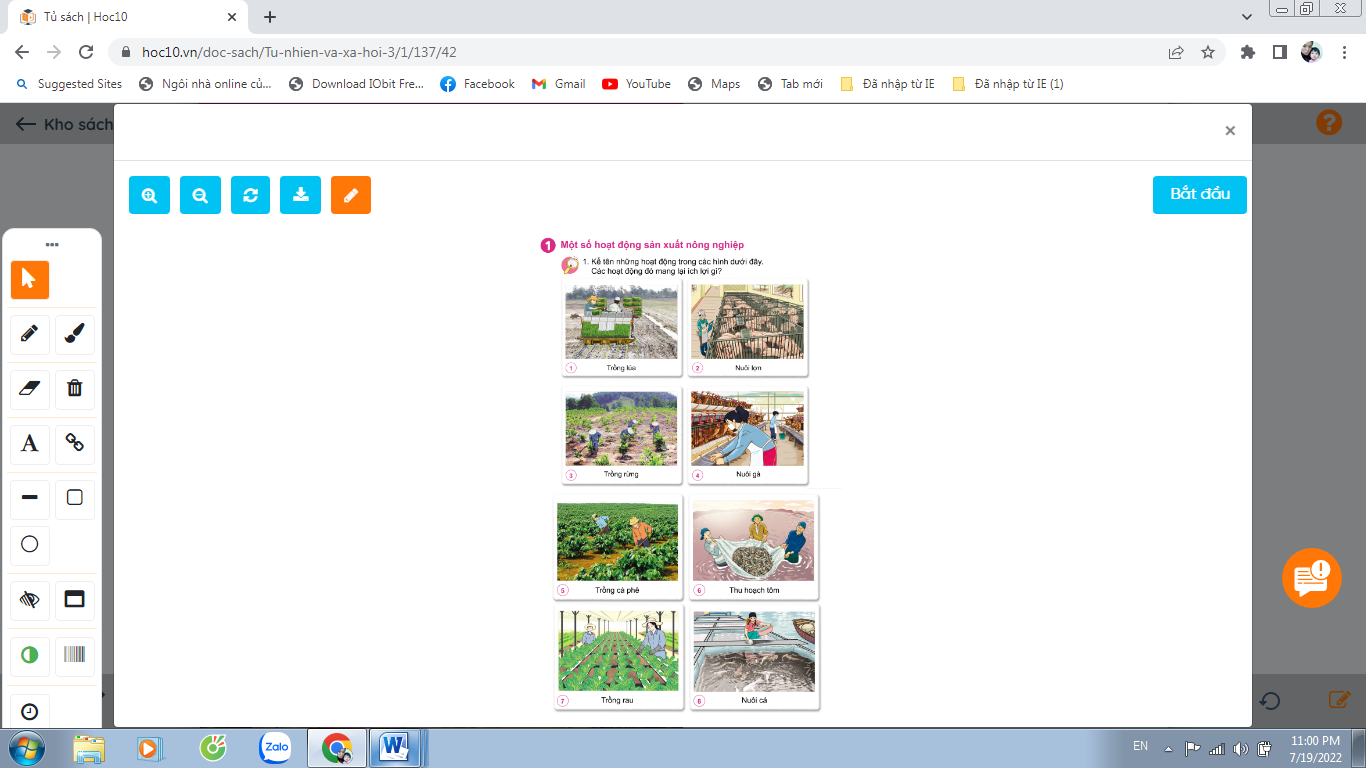 Tủ sách | Hoc10
hoc10.vn/doc-sach/Tu-nhien-va-xa-hoi-3/1/137/42
Suggested Sites
Ngôi nhà online củ...
Download IObit Fre...
Facebook
Gmail
YouTube
Maps
Tab mới
Đã nhập từ IE
Đã nhập từ IE (1)
Kho sách
Bắt đầu
1 Một số hoạt động sản xuất nông nghiệp
1. Kể tên những hoạt động trong các hình dưới đây.
Các hoạt động đó mang lại ích lợi gì?
1 Trồng lúa
2 Nuôi lợn
3 Trồng rừng
4 Nuôi gà
5 Trồng cà phê
6 Thu hoạch tôm
7 Trồng rau
8 Nuôi cá
A
Zalo
EN
11:00 PM
7/19/2022